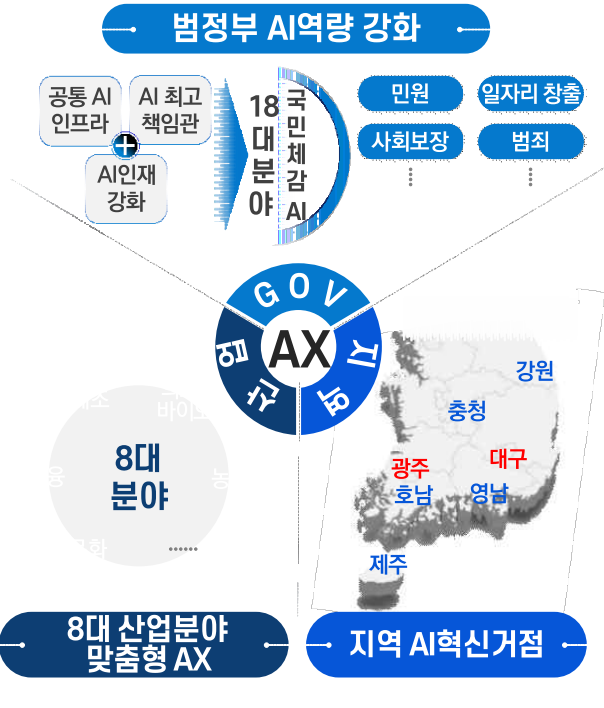 범정부 AI역량 강화
공통 AI
인프라
AI 최고
책임관
AI인재
강화
18
대
분
야
국
민
체
감
AI
민원
일자리 창출
사회보장
범죄
GOV
산업
지역
AX
8대
분야
바이오
강원
충청
광주
대구
호남
영남
제주
8대 산업분야
맞춤형 AX
지역 AI혁신거점